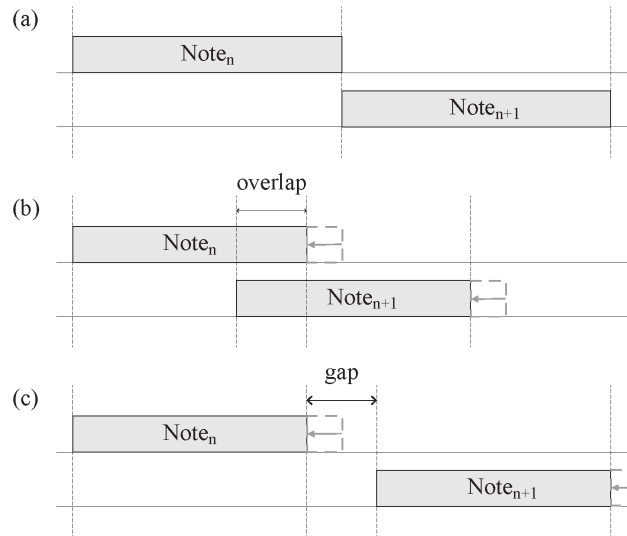 (a)
Noteₙ
Noteₙ₊₁
overlap
(b)
Noteₙ
Noteₙ₊₁
gap
(c)
Noteₙ
Noteₙ₊₁